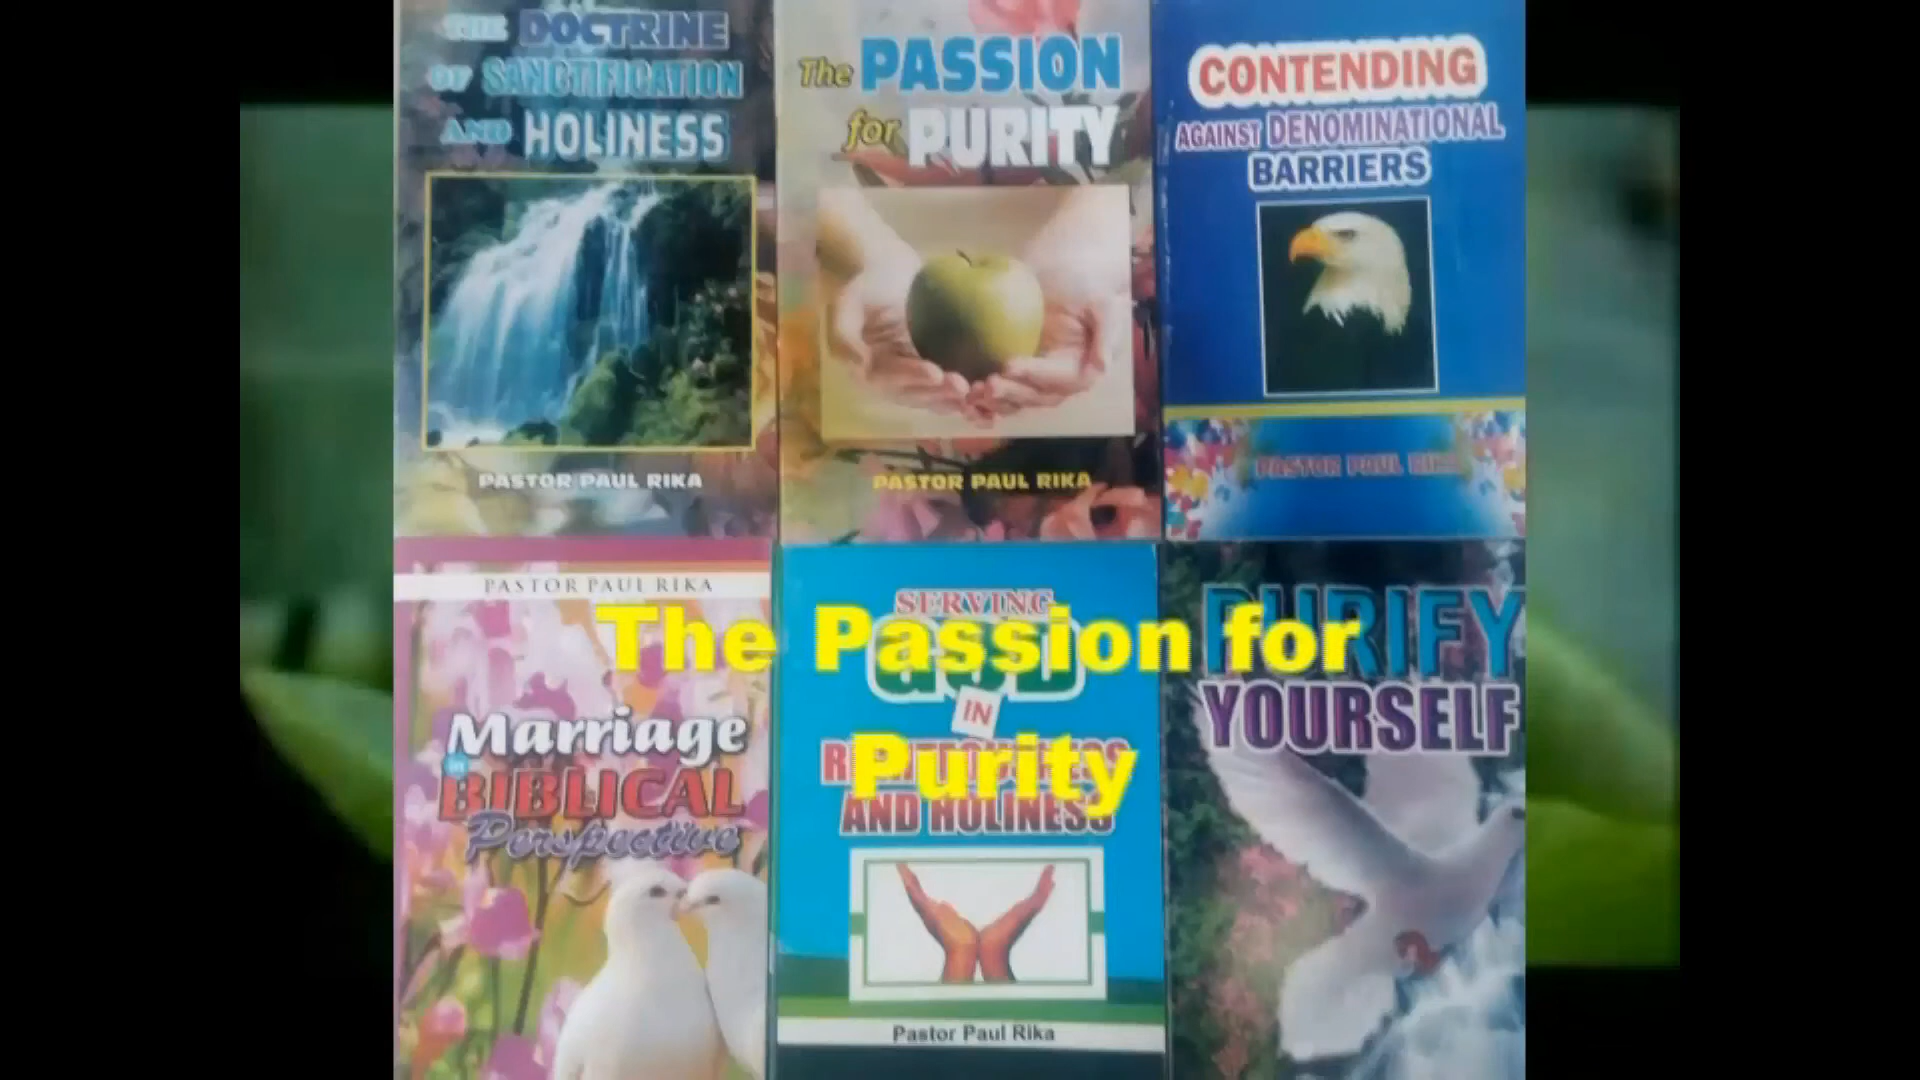 THE DOCTRINE
OF SANCTIFICATION
AND HOLINESS
PASTOR PAUL RIKA
The PASSION
for PURITY
PASTOR PAUL RIKA
CONTENDING
AGAINST DENOMINATIONAL
BARRIERS
PASTOR PAUL RIKA
PASTOR PAUL RIKA
Marriage
in
BIBLICAL
Perspective
SERVING
GOD
IN
RIGHTEOUSNESS
AND HOLINESS
Pastor Paul Rika
PURIFY
YOURSELF
The Passion for
Purity